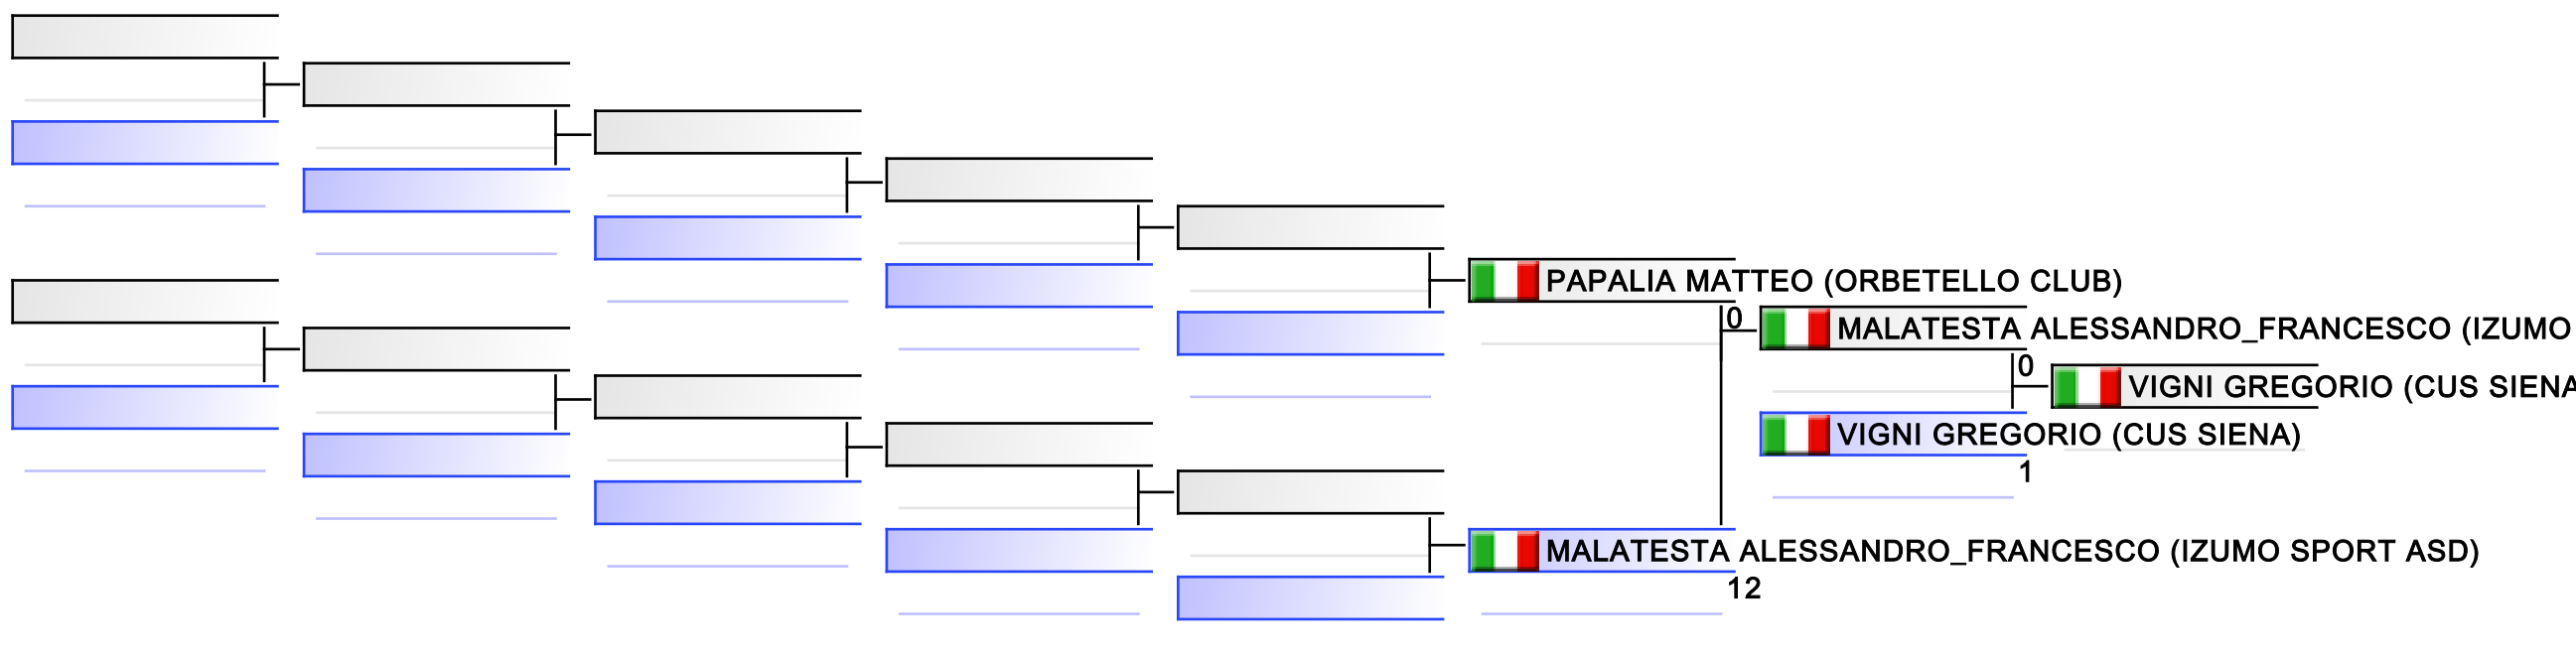 PAPALIA MATTEO (ORBETELLO CLUB)
0
MALATESTA ALESSANDRO_FRANCESCO (IZUMO
0
VIGNI GREGORIO (CUS SIENA
VIGNI GREGORIO (CUS SIENA)
1
MALATESTA ALESSANDRO_FRANCESCO (IZUMO SPORT ASD)
12